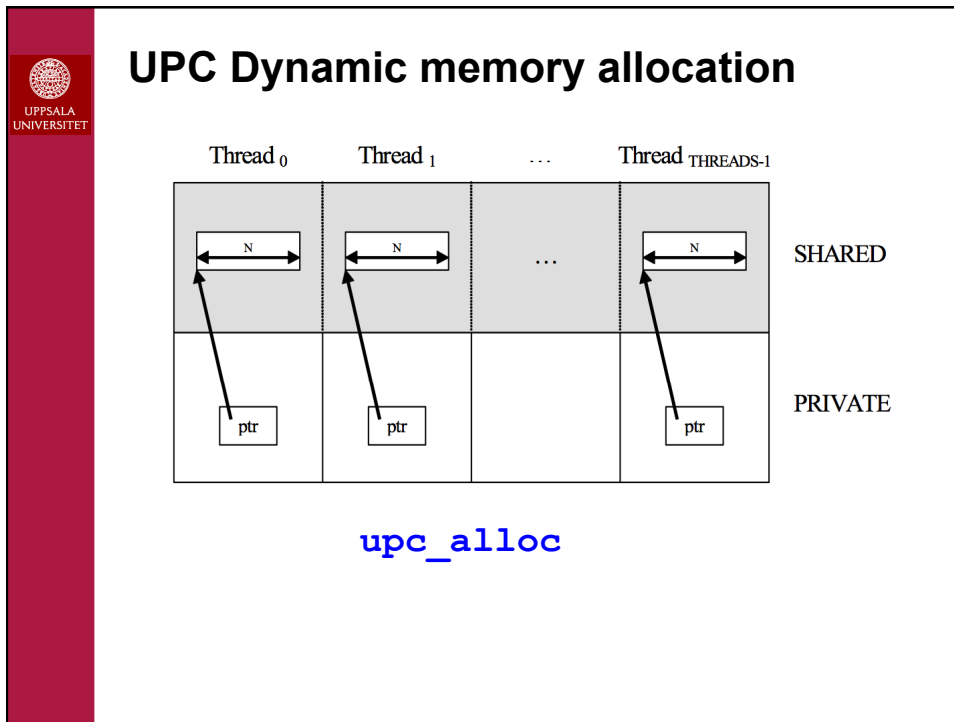 UPC Dynamic memory allocation
UPPSALA
UNIVERSITET
Thread 0 Thread 1 ... Thread THREADS-1
N N ... N
SHARED
ptr ptr ptr
PRIVATE
upc_alloc